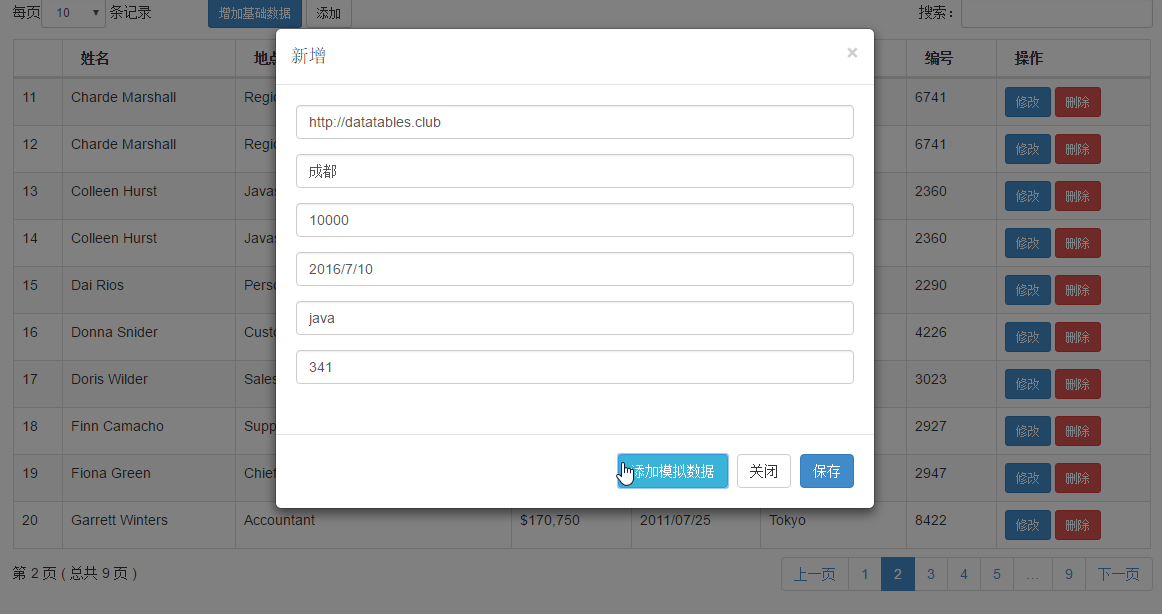 每页 10 条记录 增加基础数据 添加 搜索：
姓名 地点 编号 操作
新增 ×
http://datatables.club
成都
10000
2016/7/10
java
341
添加模拟数据 关闭 保存
11 Charde Marshall Regio 6741 修改 删除
12 Charde Marshall Regio 6741 修改 删除
13 Colleen Hurst Javas 2360 修改 删除
14 Colleen Hurst Javas 2360 修改 删除
15 Dai Rios Perso 2290 修改 删除
16 Donna Snider Custo 4226 修改 删除
17 Doris Wilder Sales 3023 修改 删除
18 Finn Camacho Supp 2927 修改 删除
19 Fiona Green Chief 2947 修改 删除
20 Garrett Winters Accountant $170,750 2011/07/25 Tokyo 8422 修改 删除
第 2 页 ( 总共 9 页 ) 上一页 1 2 3 4 5 … 9 下一页